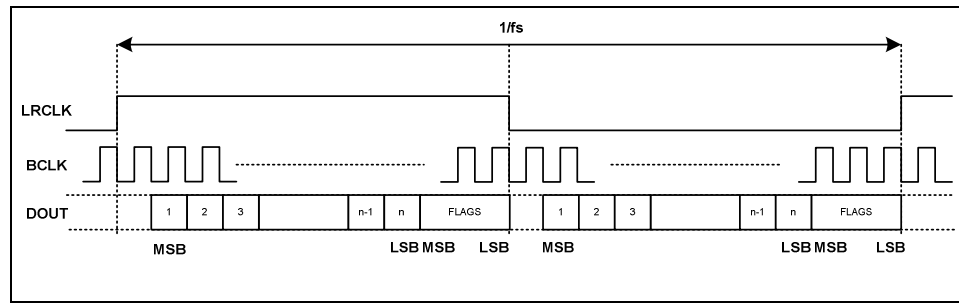 1/fs
LRCLK
BCLK
DOUT 1 2 3 n-1 n FLAGS 1 2 3 n-1 n FLAGS
MSB LSB MSB LSB MSB LSB MSB LSB